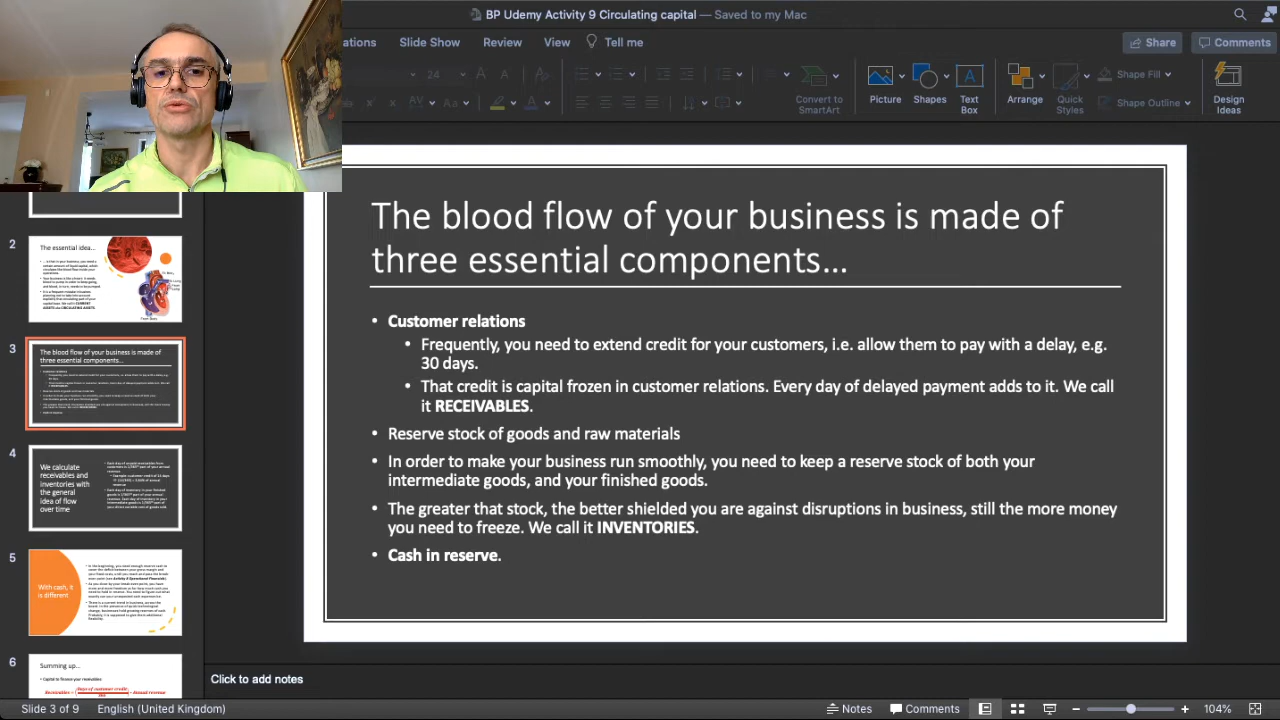 BP Udemy Activity 9 Circulating capital — Saved to my Mac
ations Slide Show Review View Tell me
Share Comments
24
Convert to
SmartArt
Picture
Shapes
Text
Box
Arrange
Quick
Styles
Shape Fill
Shape Outline
Design
Ideas
2
The essential idea...
3
The blood flow of your business is made of
three essential components...
4
We calculate
receivables and
inventories with
the general
idea of flow
over time
5
With cash, it
is different
6
Summing up...
Capital to finance your receivables
The blood flow of your business is made of
three essential components...
• Customer relations
• Frequently, you need to extend credit for your customers, i.e. allow them to pay with a delay, e.g.
30 days.
• That credit is capital frozen in customer relations. Every day of delayed payment adds to it. We call
it RECEIVABLES
• Reserve stock of goods and raw materials
• In order to make your business run smoothly, you need to keep a reserve stock of both your
intermediate goods, and your finished goods.
• The greater that stock, the better shielded you are against disruptions in business, still the more money
you need to freeze. We call it INVENTORIES.
• Cash in reserve.
Click to add notes
Slide 3 of 9 English (United Kingdom) Notes Comments 104%